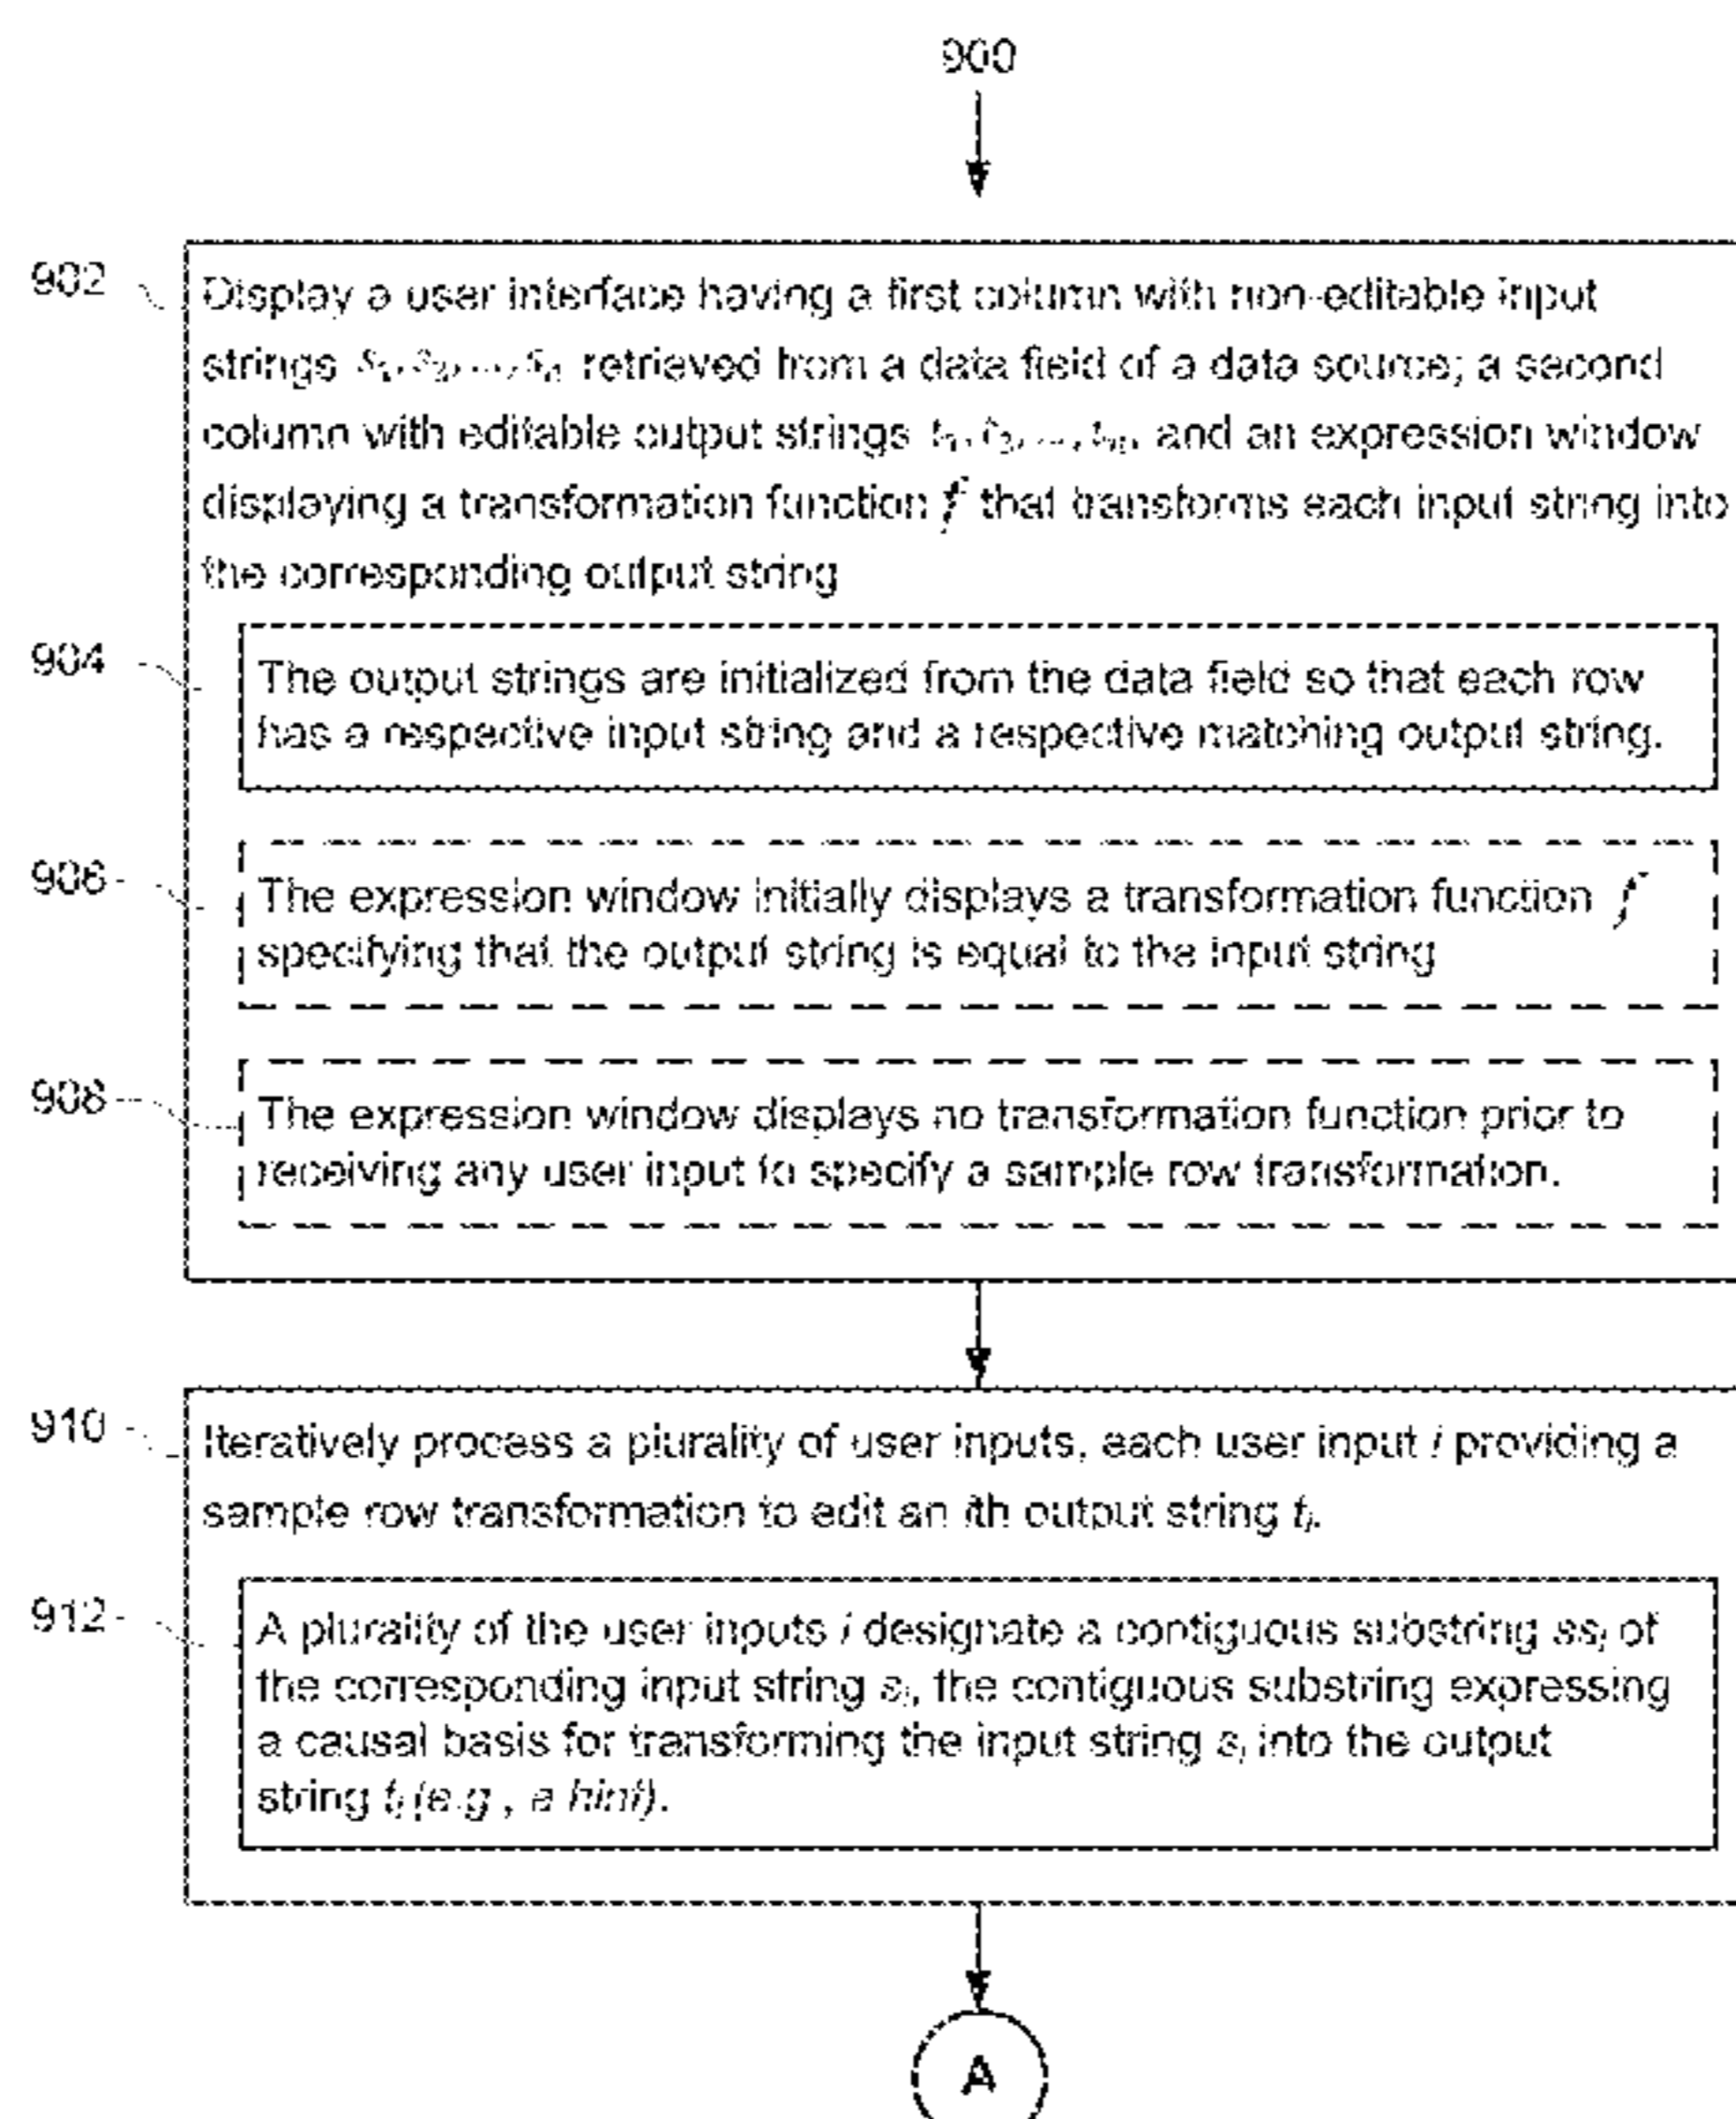 900
902
Display a user interface having a first column with non-editable input
strings s₁, s₂, ..., sₙ retrieved from a data field of a data source; a second
column with editable output strings t₁, t₂, ..., tₙ, and an expression window
displaying a transformation function f that transforms each input string into
the corresponding output string
904
The output strings are initialized from the data field so that each row
has a respective input string and a respective matching output string.
906
The expression window initially displays a transformation function f
specifying that the output string is equal to the input string
908
The expression window displays no transformation function prior to
receiving any user input to specify a sample row transformation.
910
Iteratively process a plurality of user inputs, each user input i providing a
sample row transformation to edit an ith output string tᵢ.
912
A plurality of the user inputs i designate a contiguous substring ssᵢ of
the corresponding input string sᵢ, the contiguous substring expressing
a causal basis for transforming the input string sᵢ into the output
string tᵢ (e.g., a hint).
A